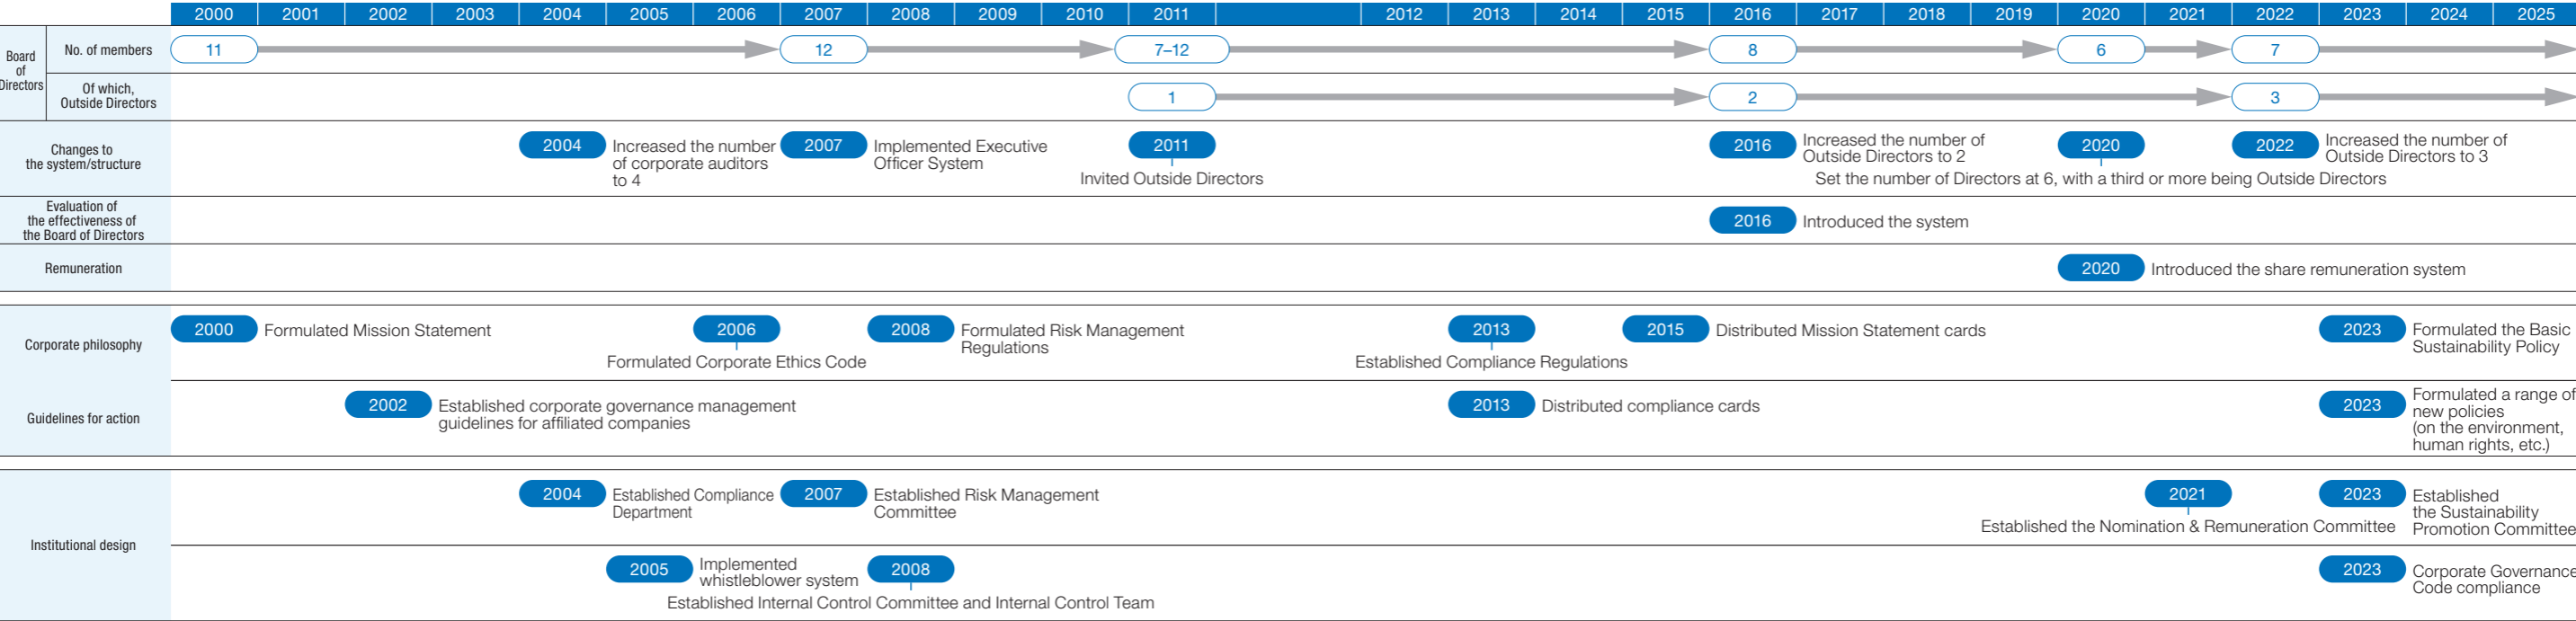 2000 2001 2002 2003 2004 2005 2006 2007 2008 2009 2010 2011 2012 2013 2014 2015 2016 2017 2018 2019 2020 2021 2022 2023 2024 2025
Board
of
Directors
No. of members
11 12 7–12 8 6 7
Of which,
Outside Directors
1 2 3
Changes to
the system/structure
2004
Increased the number
of corporate auditors
to 4
2007
Implemented Executive
Officer System
2011
Invited Outside Directors
2016
Increased the number of
Outside Directors to 2
2020
Set the number of Directors at 6, with a third or more being Outside Directors
2022
Increased the number of
Outside Directors to 3
Evaluation of
the effectiveness of
the Board of Directors
2016
Introduced the system
Remuneration
2020
Introduced the share remuneration system
Corporate philosophy
2000
Formulated Mission Statement
2006
Formulated Corporate Ethics Code
2008
Formulated Risk Management
Regulations
2013
Established Compliance Regulations
2015
Distributed Mission Statement cards
2023
Formulated the Basic
Sustainability Policy
Guidelines for action
2002
Established corporate governance management
guidelines for affiliated companies
2013
Distributed compliance cards
2023
Formulated a range of
new policies
(on the environment,
human rights, etc.)
Institutional design
2004
Established Compliance
Department
2007
Established Risk Management
Committee
2021
Established the Nomination & Remuneration Committee
2023
Established
the Sustainability
Promotion Committee
2005
Implemented
whistleblower system
2008
Established Internal Control Committee and Internal Control Team
2023
Corporate Governance
Code compliance